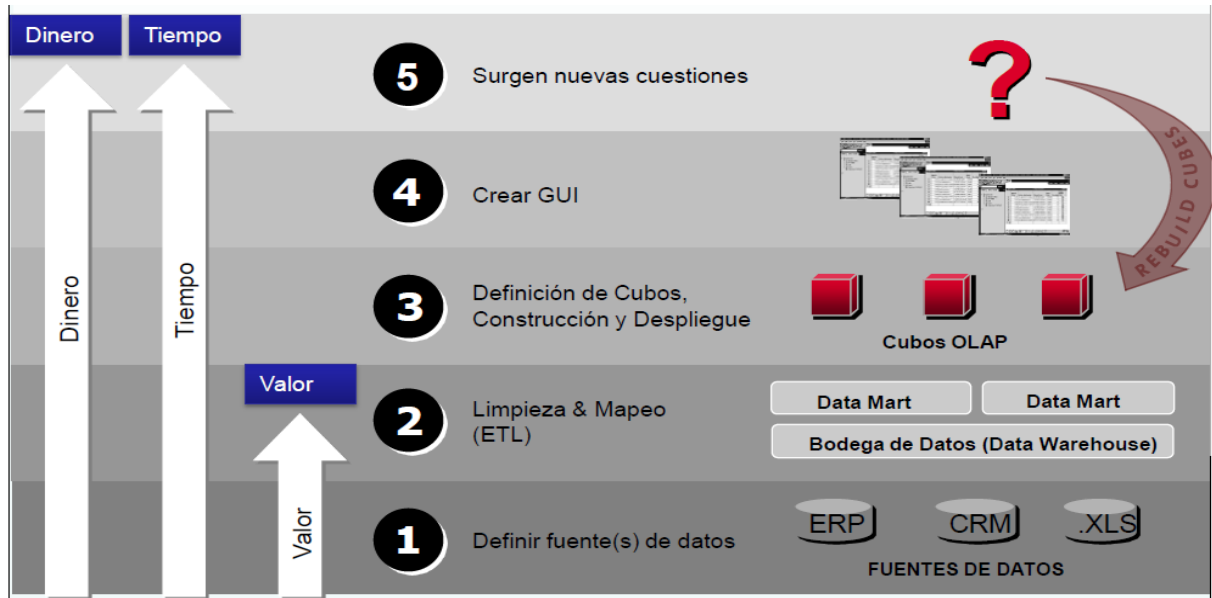 Dinero
Tiempo
5
Surgen nuevas cuestiones
?
REBUILD CUBES
4
Crear GUI
Dinero
Tiempo
3
Definición de Cubos,
Construcción y Despliegue
Cubos OLAP
Valor
2
Limpieza & Mapeo
(ETL)
Data Mart
Data Mart
Bodega de Datos (Data Warehouse)
Valor
1
Definir fuente(s) de datos
ERP
CRM
.XLS
FUENTES DE DATOS